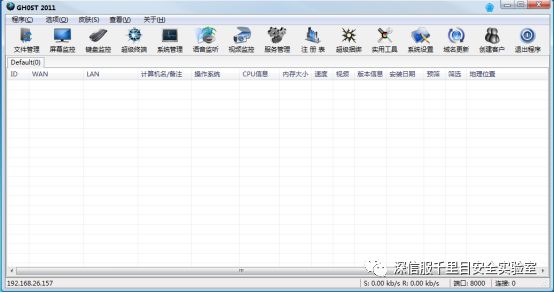 GH0ST 2011
程序(C) 选项(O) 皮肤(S) 查看(V) 关于(H)
文件管理 屏幕监控 键盘监控 超级终端 系统管理 语音监听 视频监控 服务管理 注 册 表 超级捆绑 实用工具 系统设置 域名更新 创建客户 退出程序
Default(0)
ID WAN LAN 计算机名/备注 操作系统 CPU信息 内存大小 速度 视频 版本信息 安装日期 预筛 筛选 地理位置
深信服千里目安全实验室
192.168.26.157 S: 0.00 kb/s R: 0.00 kb/s 端口: 8000 连接: 0